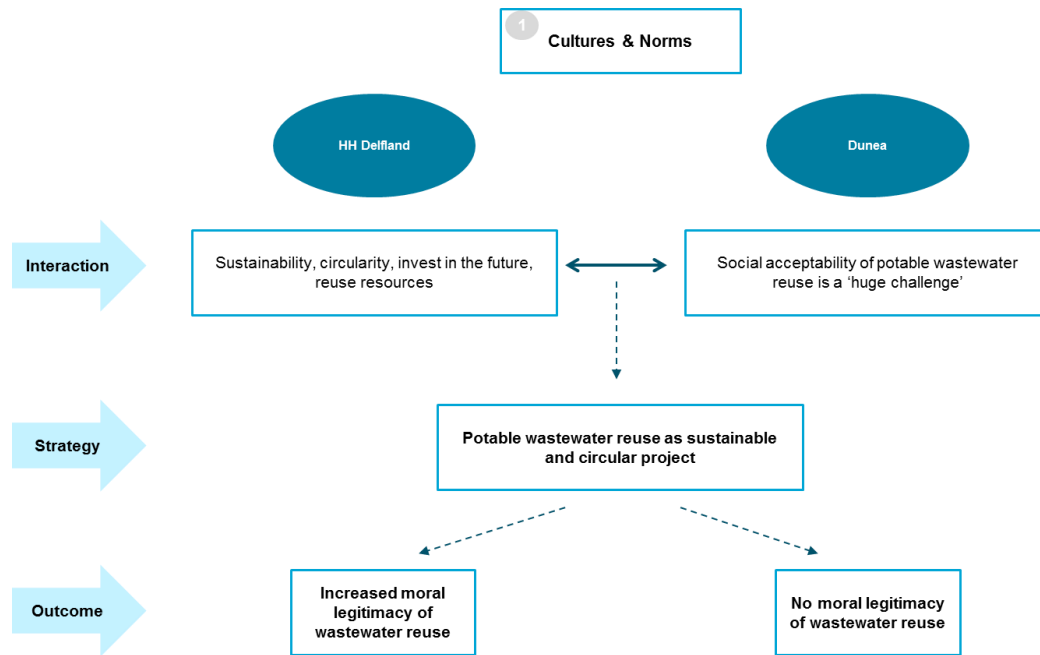 1
Cultures & Norms
HH Delfland
Dunea
Interaction
Sustainability, circularity, invest in the future,
reuse resources
Social acceptability of potable wastewater
reuse is a ‘huge challenge’
Strategy
Potable wastewater reuse as sustainable
and circular project
Outcome
Increased moral
legitimacy of
wastewater reuse
No moral legitimacy
of wastewater reuse